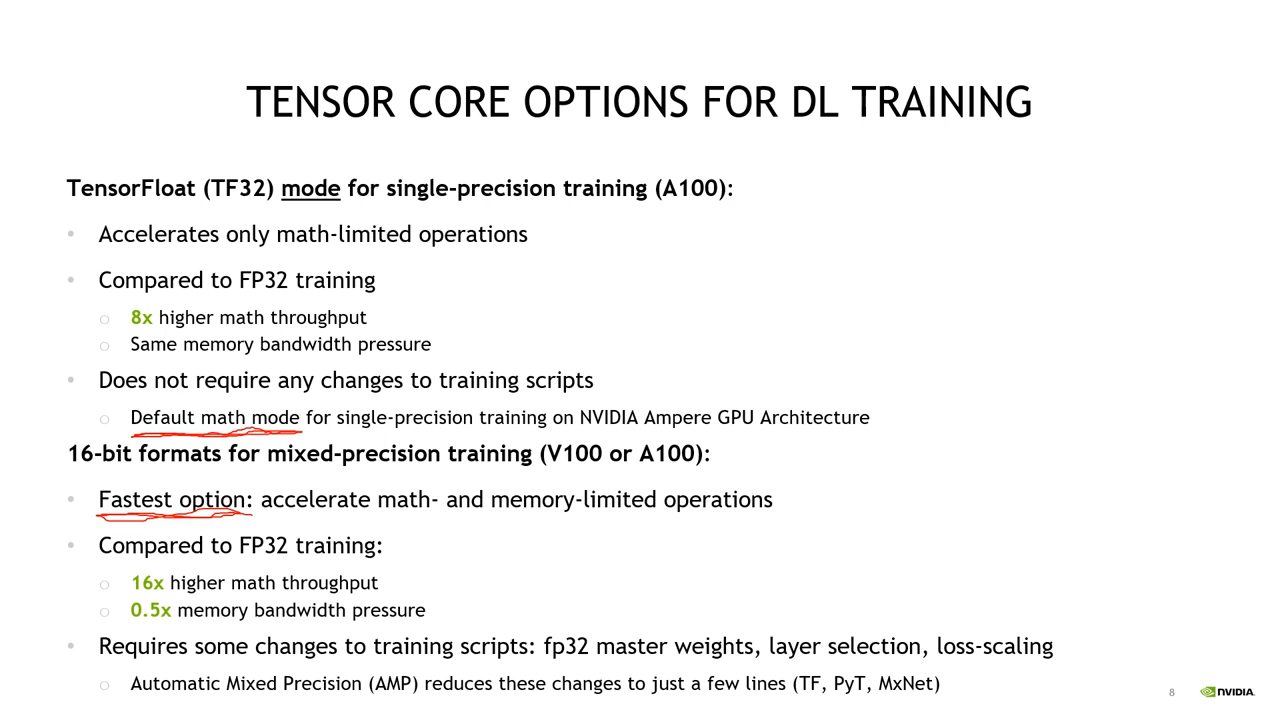 TENSOR CORE OPTIONS FOR DL TRAINING
TensorFloat (TF32) mode for single-precision training (A100):
• Accelerates only math-limited operations
• Compared to FP32 training
○ 8x higher math throughput
○ Same memory bandwidth pressure
• Does not require any changes to training scripts
○ Default math mode for single-precision training on NVIDIA Ampere GPU Architecture
16-bit formats for mixed-precision training (V100 or A100):
• Fastest option: accelerate math- and memory-limited operations
• Compared to FP32 training:
○ 16x higher math throughput
○ 0.5x memory bandwidth pressure
• Requires some changes to training scripts: fp32 master weights, layer selection, loss-scaling
○ Automatic Mixed Precision (AMP) reduces these changes to just a few lines (TF, PyT, MxNet)
8 NVIDIA.